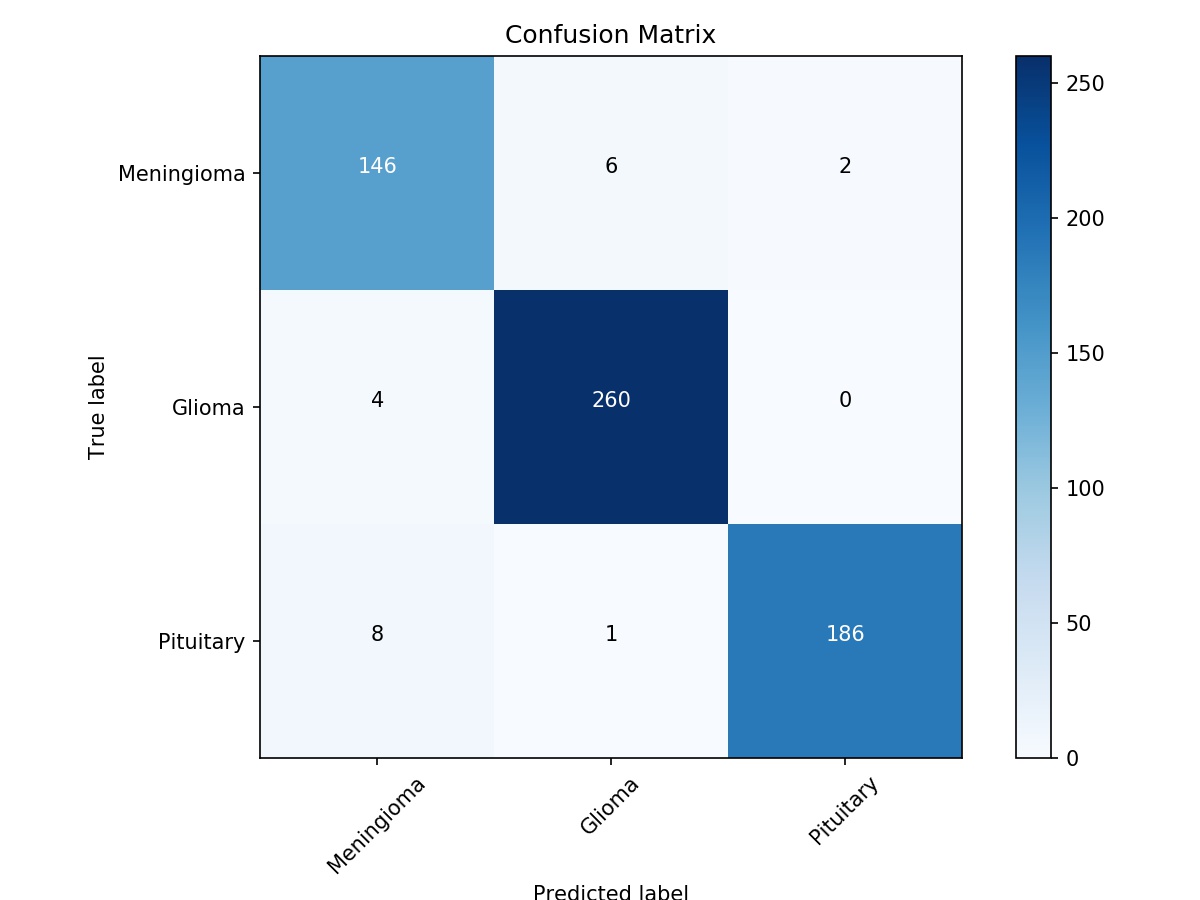 Confusion Matrix
Meningioma 146 6 2
Glioma 4 260 0
Pituitary 8 1 186
True label
Meningioma Glioma Pituitary
Predicted label
250
200
150
100
50
0